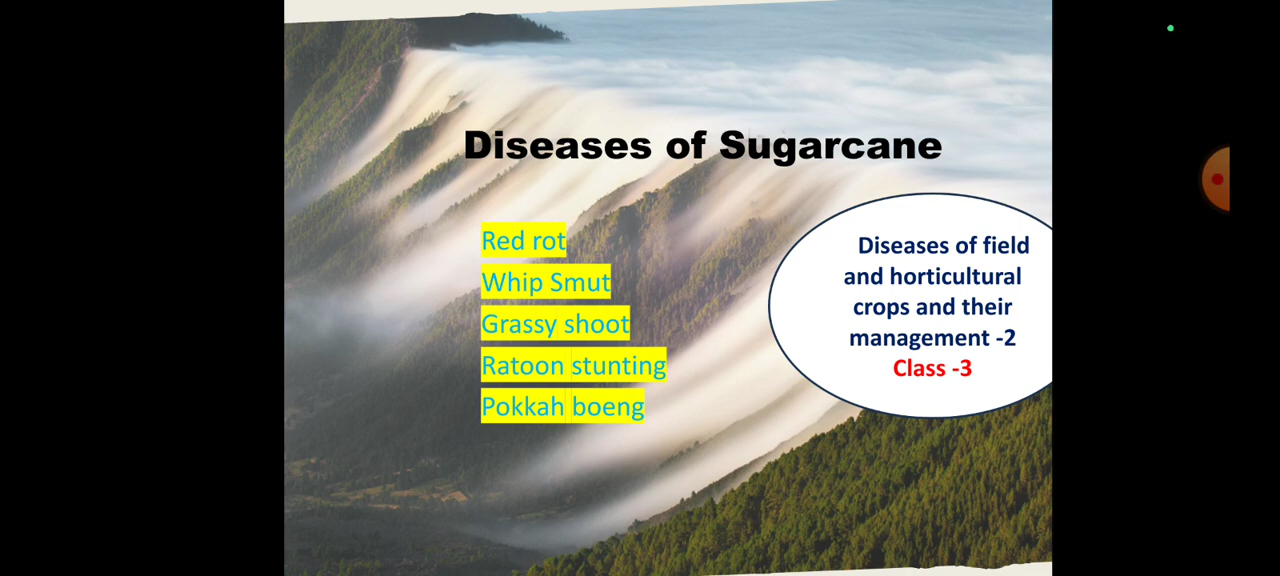 Diseases of Sugarcane
Red rot
Whip Smut
Grassy shoot
Ratoon stunting
Pokkah boeng
Diseases of field
and horticultural
crops and their
management -2
Class -3